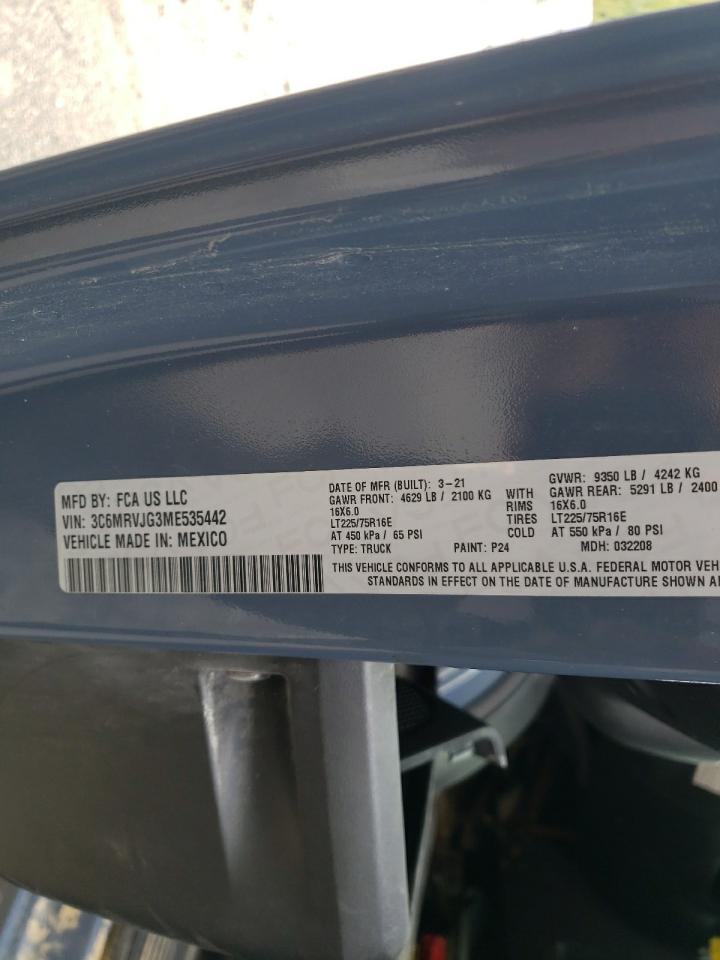 MFD BY: FCA US LLC
VIN: 3C6MRVJG3ME535442
VEHICLE MADE IN: MEXICO
DATE OF MFR (BUILT): 3-21
GVWR: 9350 LB / 4242 KG
GAWR FRONT: 4629 LB / 2100 KG WITH GAWR REAR: 5291 LB / 2400
16X6.0 RIMS 16X6.0
LT225/75R16E TIRES LT225/75R16E
AT 450 kPa / 65 PSI COLD AT 550 kPa / 80 PSI
TYPE: TRUCK PAINT: P24 MDH: 032208
THIS VEHICLE CONFORMS TO ALL APPLICABLE U.S.A. FEDERAL MOTOR VEH
STANDARDS IN EFFECT ON THE DATE OF MANUFACTURE SHOWN